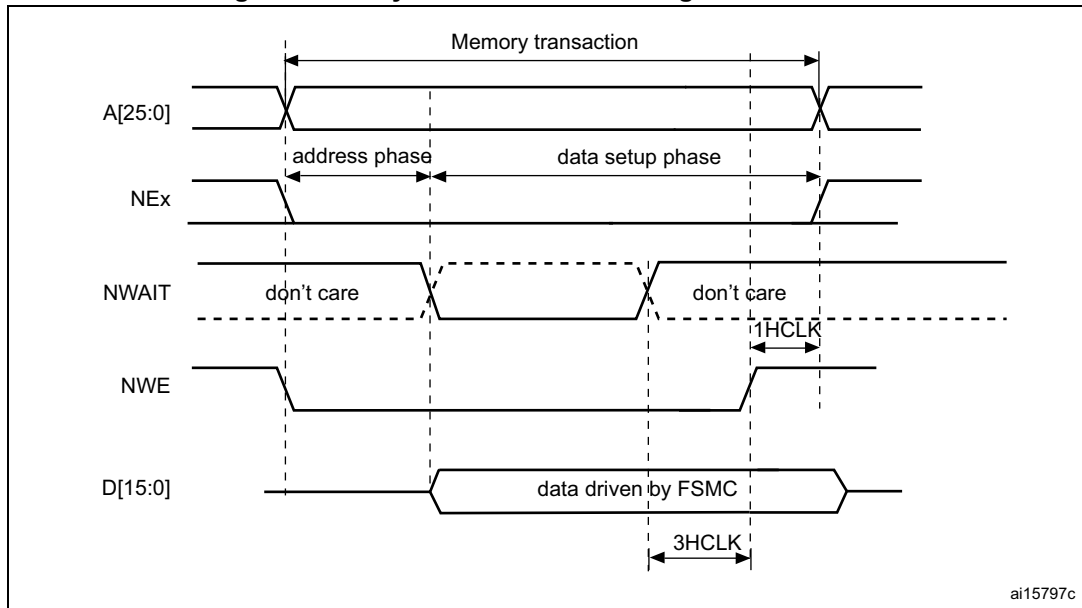 Memory transaction
A[25:0]
address phase
data setup phase
NEx
NWAIT
don't care
don't care
1HCLK
NWE
D[15:0]
data driven by FSMC
3HCLK
ai15797c